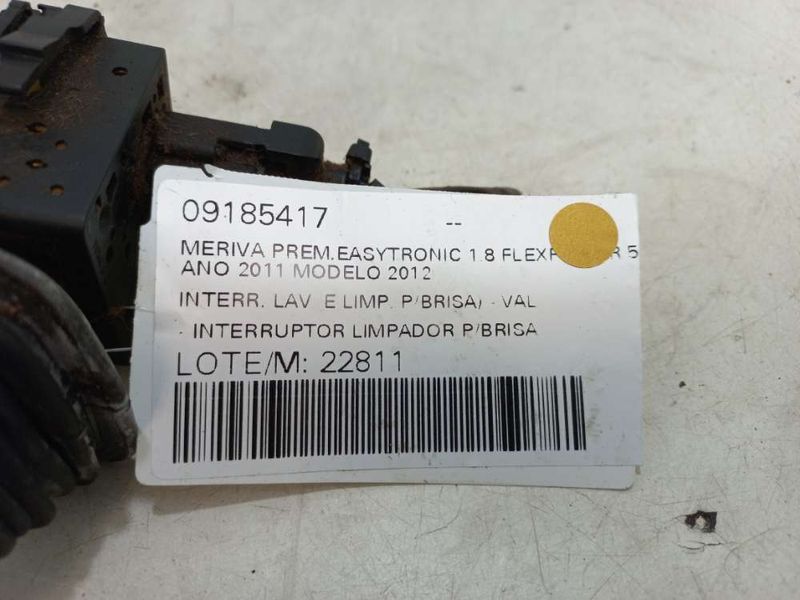 09185417 --
MERIVA PREM.EASYTRONIC 1.8 5
ANO 2011 MODELO 2012
INTERR. LAV E LIMP. P/BRISA) - VAL
- INTERRUPTOR LIMPADOR P/BRISA
LOTE/M: 22811